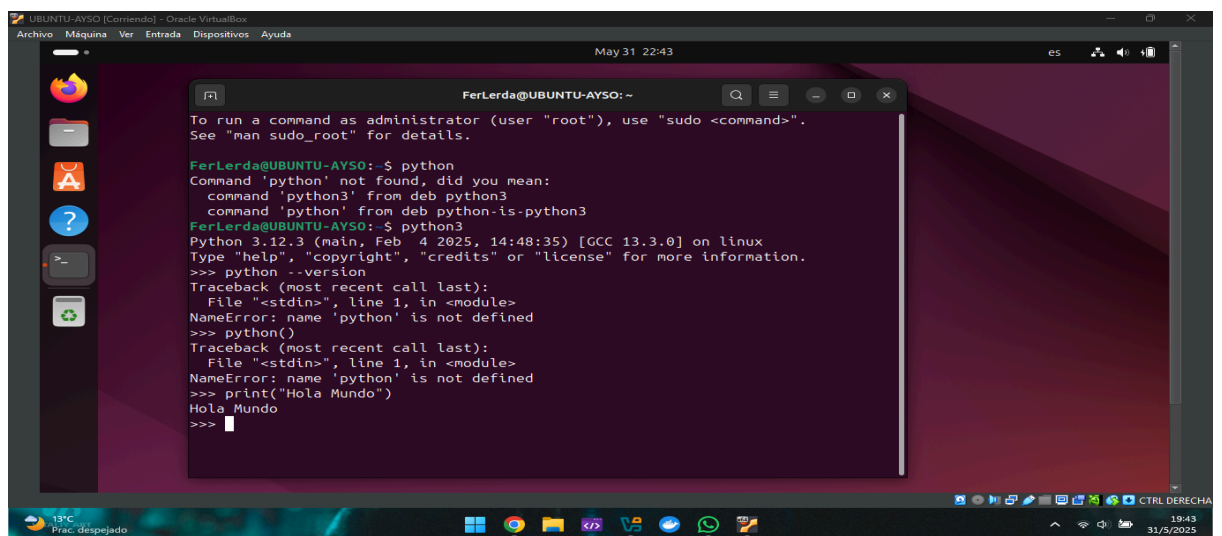 UBUNTU-AYSO [Corriendo] - Oracle VirtualBox
Archivo Máquina Ver Entrada Dispositivos Ayuda
May 31 22:43
es
FerLerda@UBUNTU-AYSO: ~
To run a command as administrator (user "root"), use "sudo <command>".
See "man sudo_root" for details.
FerLerda@UBUNTU-AYSO:~$ python
Command 'python' not found, did you mean:
  command 'python3' from deb python3
  command 'python' from deb python-is-python3
FerLerda@UBUNTU-AYSO:~$ python3
Python 3.12.3 (main, Feb  4 2025, 14:48:35) [GCC 13.3.0] on linux
Type "help", "copyright", "credits" or "license" for more information.
>>> python --version
Traceback (most recent call last):
  File "<stdin>", line 1, in <module>
NameError: name 'python' is not defined
>>> python()
Traceback (most recent call last):
  File "<stdin>", line 1, in <module>
NameError: name 'python' is not defined
>>> print("Hola Mundo")
Hola Mundo
>>>
CTRL DERECHA
13°C
Prac. despejado
19:43
31/5/2025